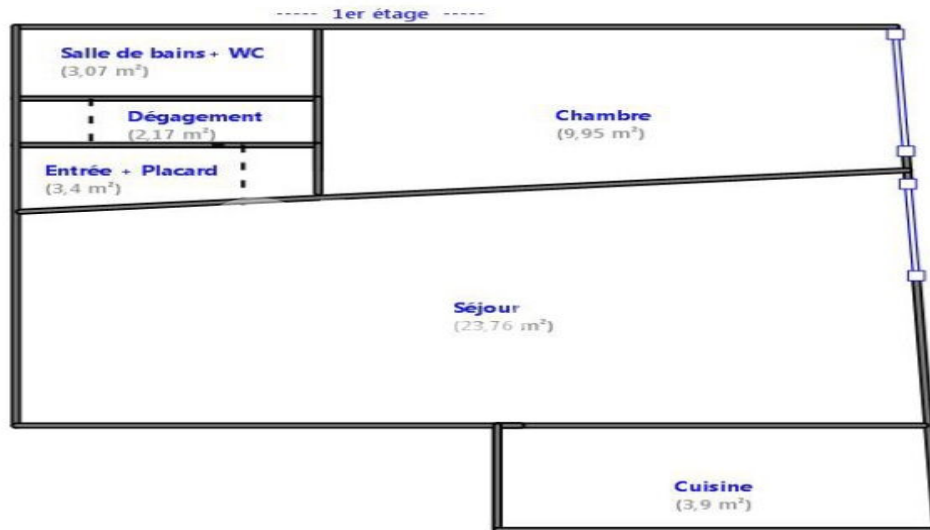 ----- 1er étage -----
Salle de bains + WC
(3,07 m²)
Dégagement
(2,17 m²)
Entrée + Placard
(3,4 m²)
Chambre
(9,95 m²)
Séjour
(23,76 m²)
Cuisine
(3,9 m²)